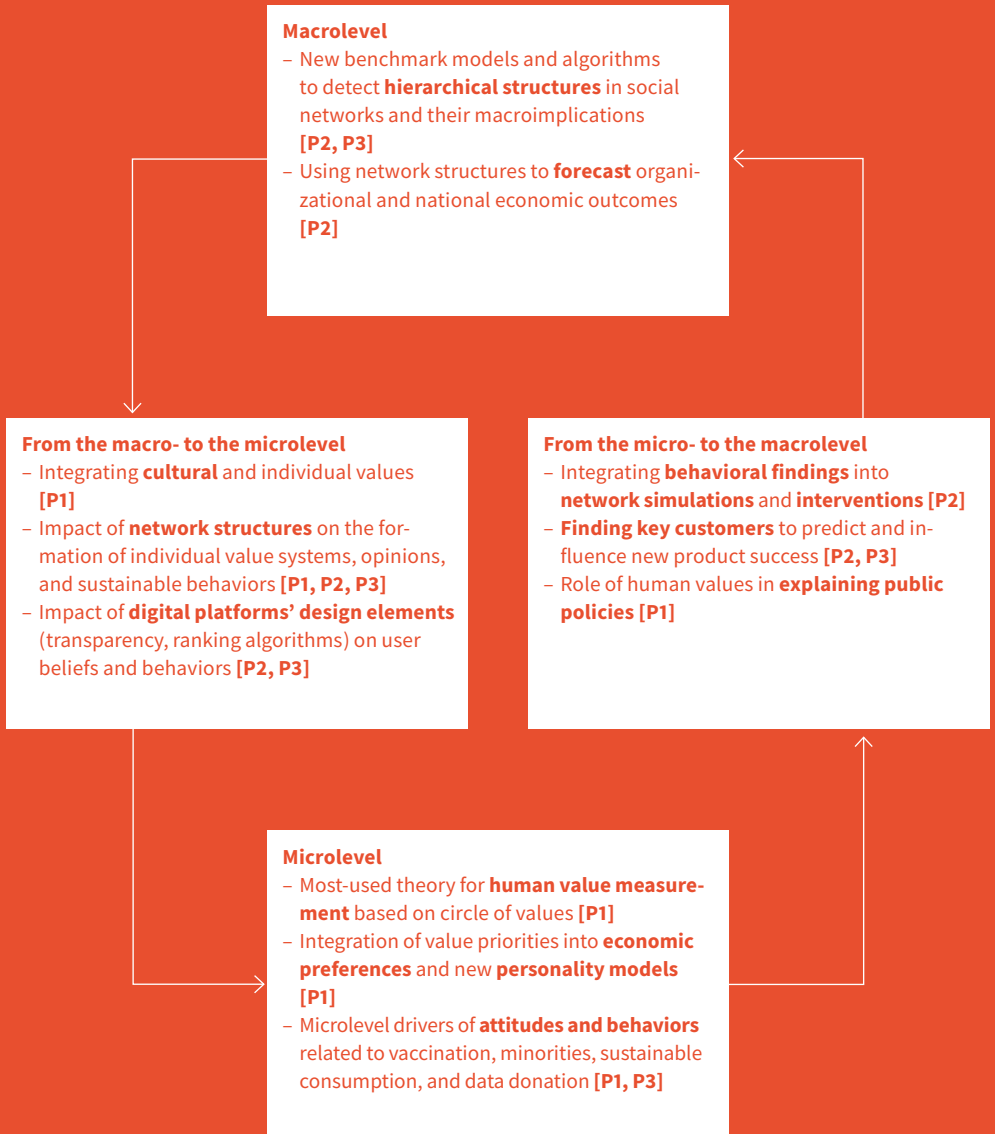 Macrolevel
– New benchmark models and algorithms
to detect hierarchical structures in social
networks and their macroimplications
[P2, P3]
– Using network structures to forecast organi-
zational and national economic outcomes
[P2]
From the macro- to the microlevel
– Integrating cultural and individual values
[P1]
– Impact of network structures on the for-
mation of individual value systems, opinions,
and sustainable behaviors [P1, P2, P3]
– Impact of digital platforms’ design elements
(transparency, ranking algorithms) on user
beliefs and behaviors [P2, P3]
From the micro- to the macrolevel
– Integrating behavioral findings into
network simulations and interventions [P2]
– Finding key customers to predict and in-
fluence new product success [P2, P3]
– Role of human values in explaining public
policies [P1]
Microlevel
– Most-used theory for human value measure-
ment based on circle of values [P1]
– Integration of value priorities into economic
preferences and new personality models
[P1]
– Microlevel drivers of attitudes and behaviors
related to vaccination, minorities, sustainable
consumption, and data donation [P1, P3]